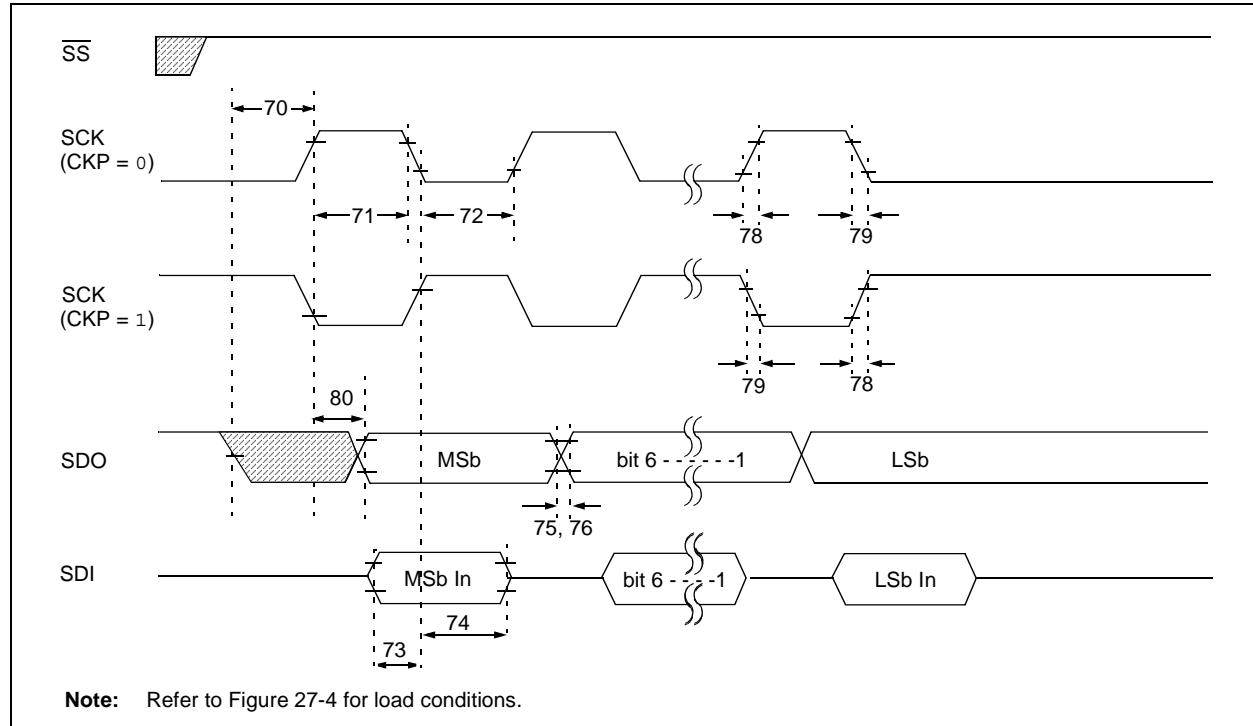 SS
70
SCK
(CKP = 0)
71
72
78
79
SCK
(CKP = 1)
79
78
80
SDO
MSb
bit 6 - - - - - -1
LSb
75, 76
SDI
MSb In
bit 6 - - - - -1
LSb In
74
73
Note: Refer to Figure 27-4 for load conditions.